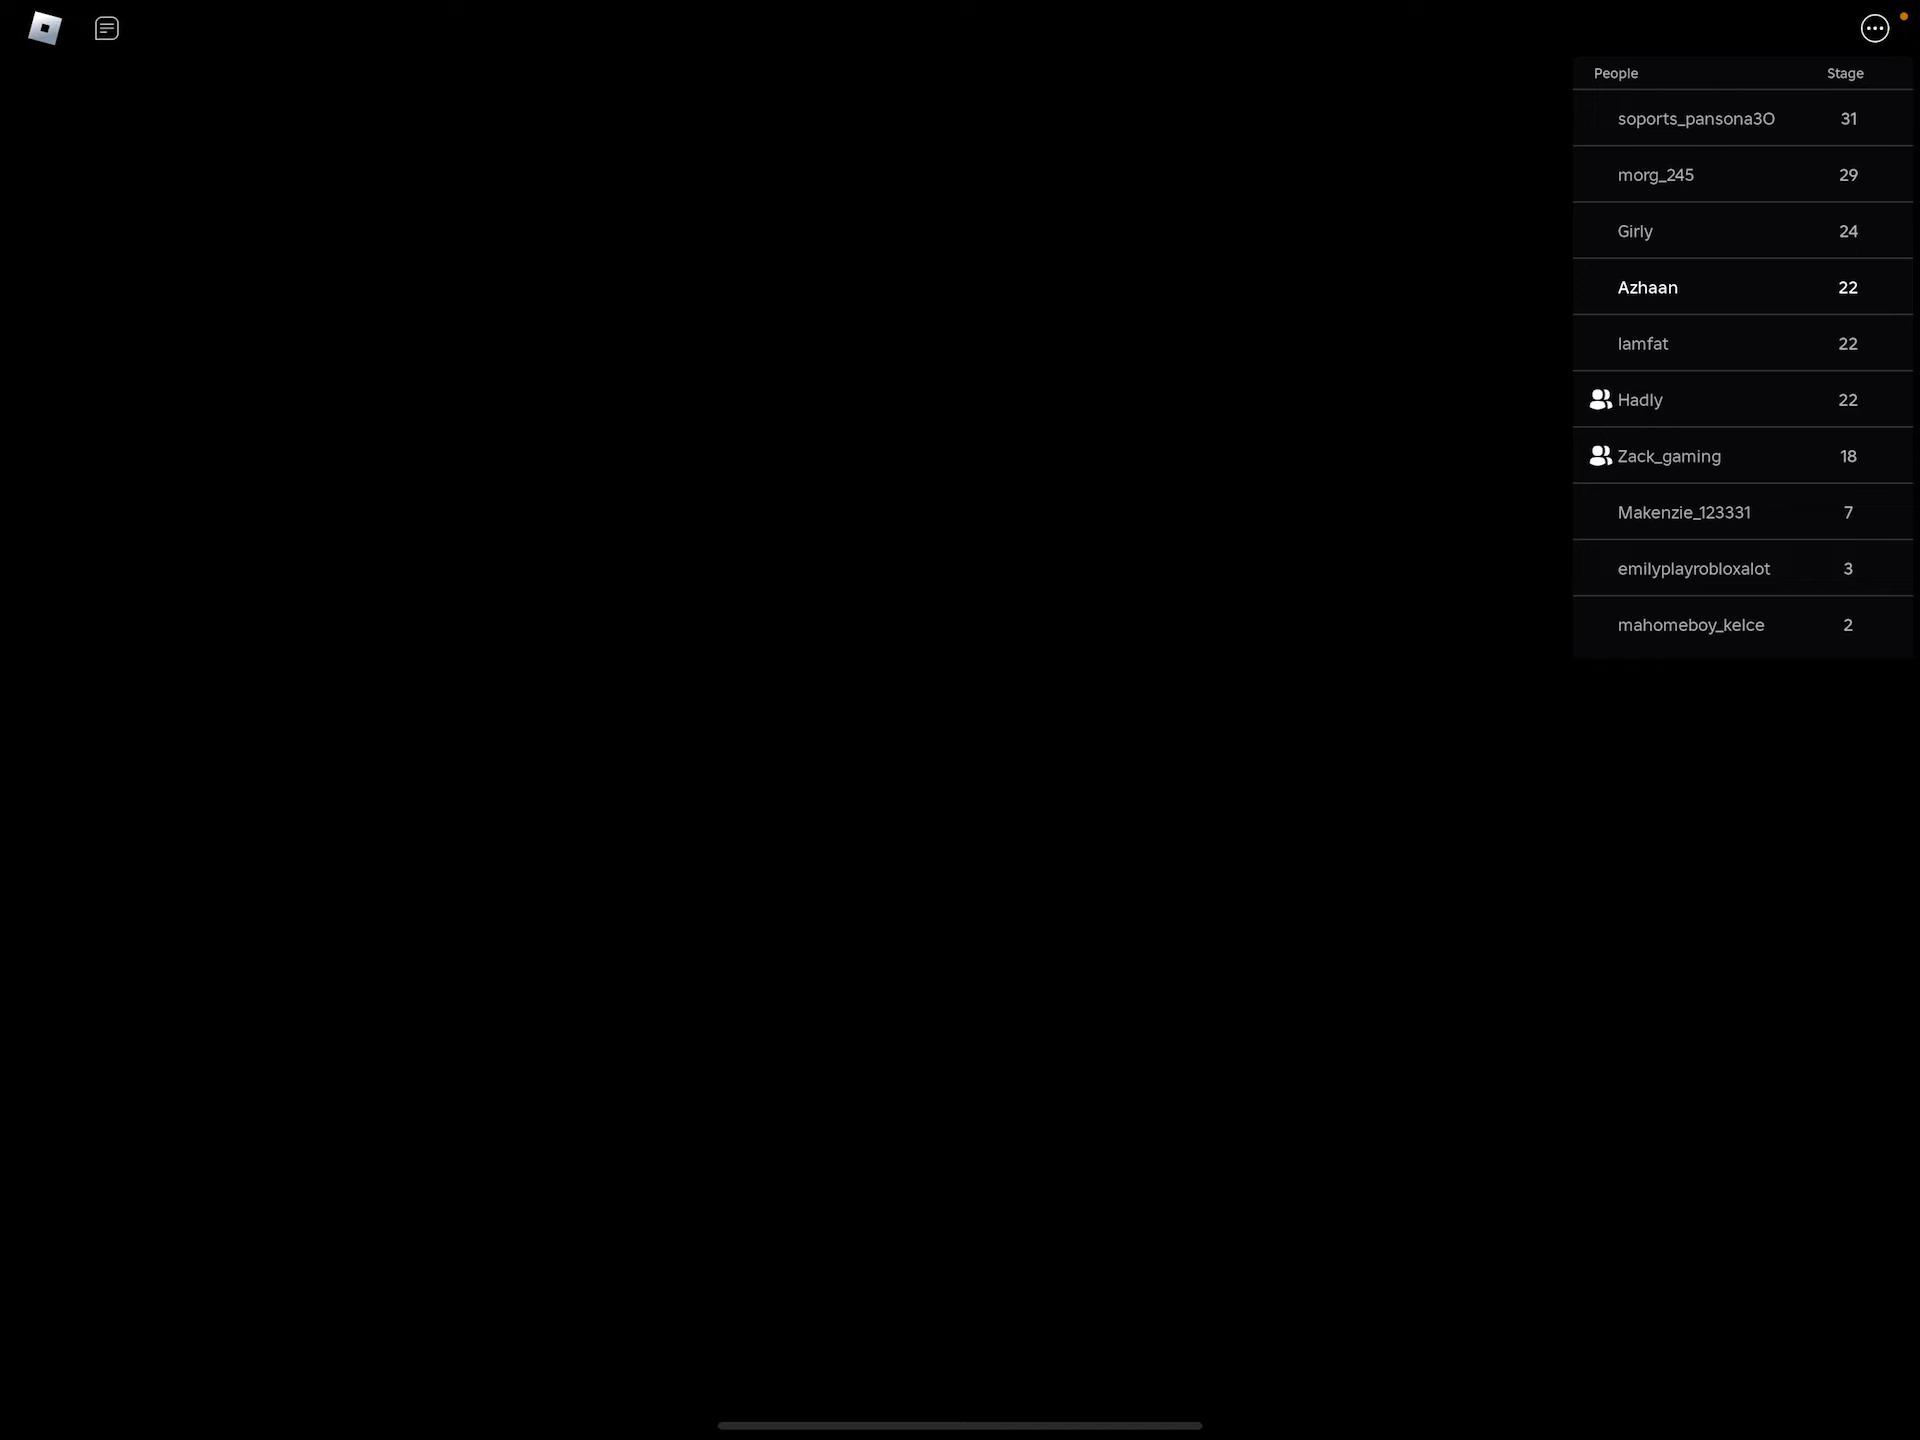 People Stage
soports_pansona3O 31
morg_245 29
Girly 24
Azhaan 22
Iamfat 22
Hadly 22
Zack_gaming 18
Makenzie_123331 7
emilyplayrobloxalot 3
mahomeboy_kelce 2